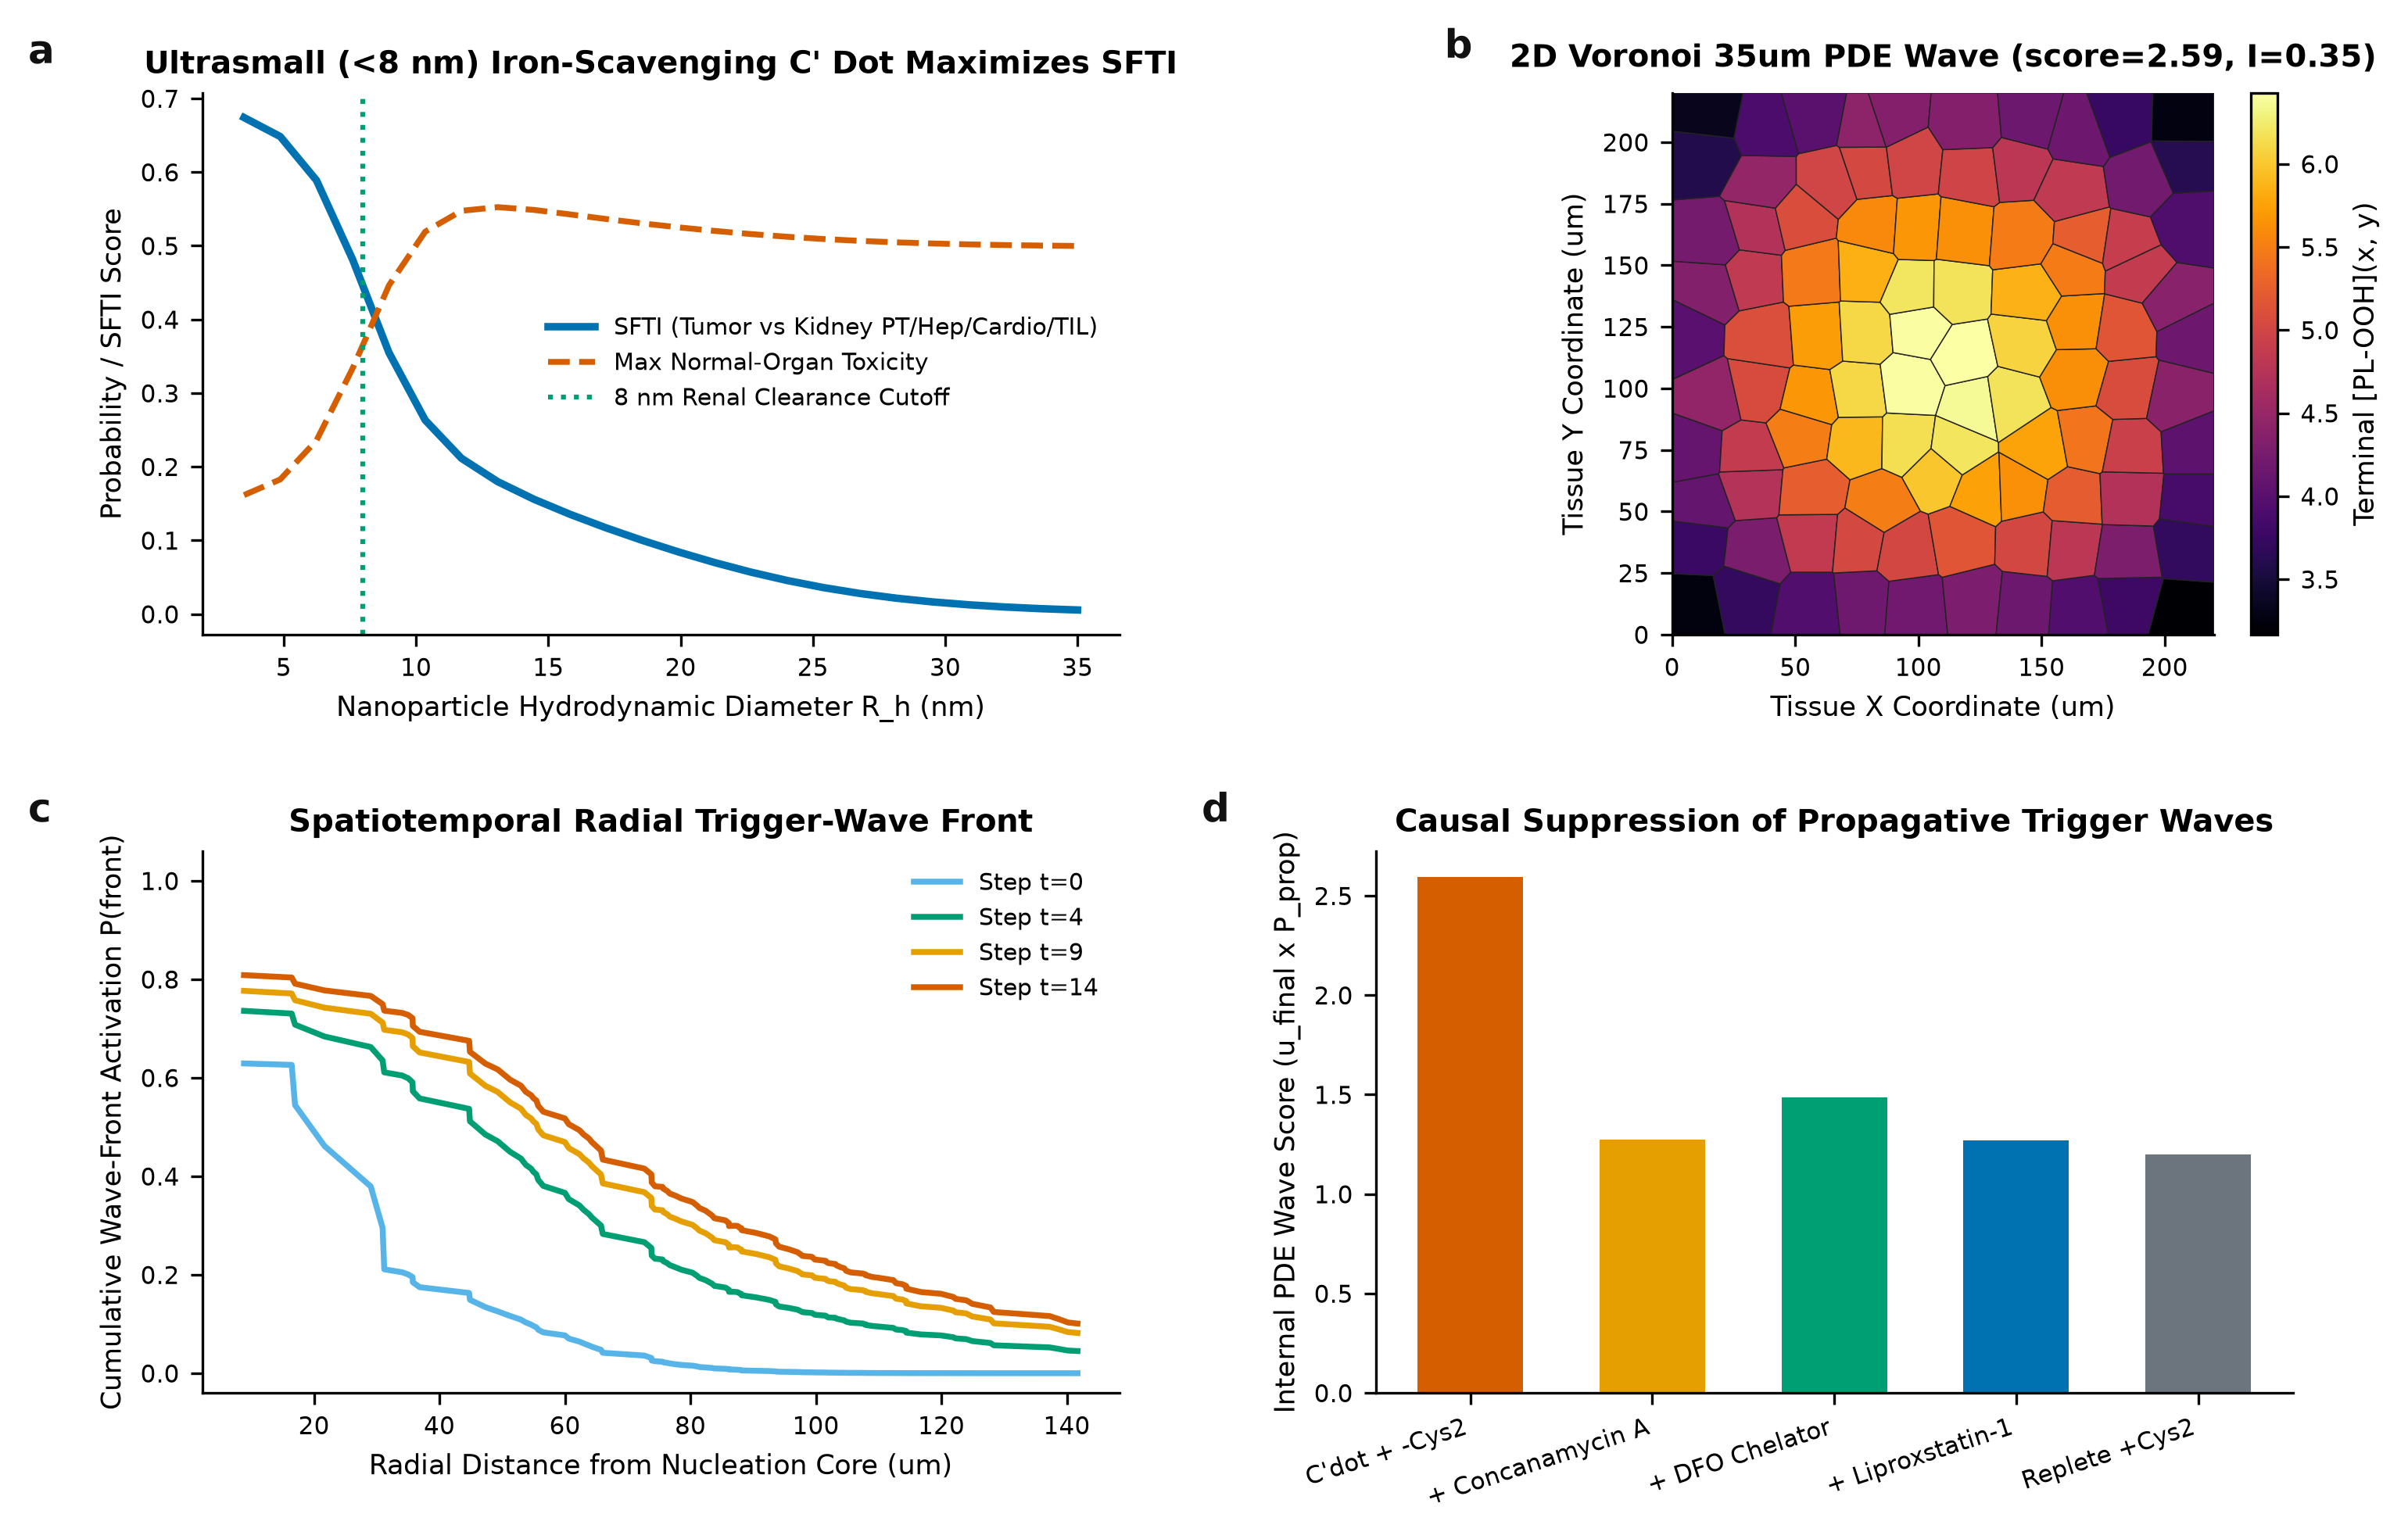 a
Ultrasmall (<8 nm) Iron-Scavenging C' Dot Maximizes SFTI
Probability / SFTI Score
0.7
0.6
0.5
0.4
0.3
0.2
0.1
0.0
SFTI (Tumor vs Kidney PT/Hep/Cardio/TIL)
Max Normal-Organ Toxicity
8 nm Renal Clearance Cutoff
5 10 15 20 25 30 35
Nanoparticle Hydrodynamic Diameter R_h (nm)
b
2D Voronoi 35um PDE Wave (score=2.59, I=0.35)
Tissue Y Coordinate (um)
200
175
150
125
100
75
50
25
0
0 50 100 150 200
Tissue X Coordinate (um)
6.0
5.5
5.0
4.5
4.0
3.5
Terminal [PL-OOH](x, y)
c
Spatiotemporal Radial Trigger-Wave Front
Cumulative Wave-Front Activation P(front)
1.0
0.8
0.6
0.4
0.2
0.0
Step t=0
Step t=4
Step t=9
Step t=14
20 40 60 80 100 120 140
Radial Distance from Nucleation Core (um)
d
Causal Suppression of Propagative Trigger Waves
Internal PDE Wave Score (u_final x P_prop)
2.5
2.0
1.5
1.0
0.5
0.0
C'dot + -Cys2
+ Concanamycin A
+ DFO Chelator
+ Liproxstatin-1
Replete +Cys2